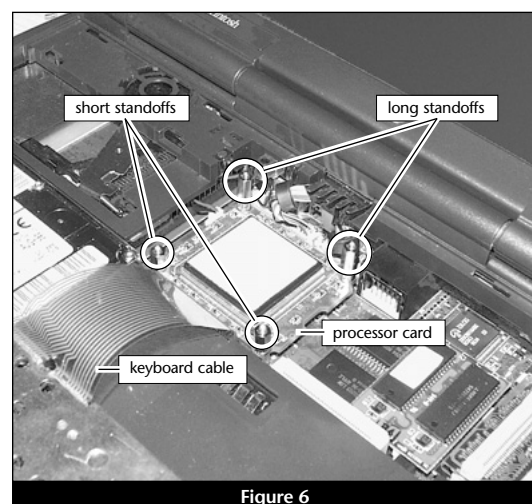 short standoffs
long standoffs
processor card
keyboard cable
Figure 6